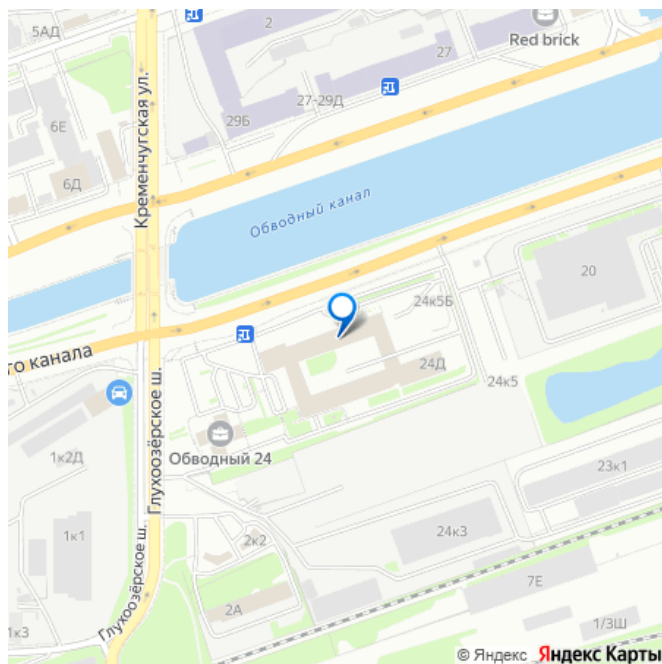 5АД
2
Red brick
27
27-29Д
29Б
6Е
6Д
Кременчугская ул.
Обводный канал
20
24к5Б
го канала
24Д
24к5
Глухоозёрское ш.
Обводный 24
1к2Д
23к1
1к1
24к3
2к2
7Е
2А
Глухоозёрское ш.
1к3
1/3Ш
© Яндекс Яндекс Карты